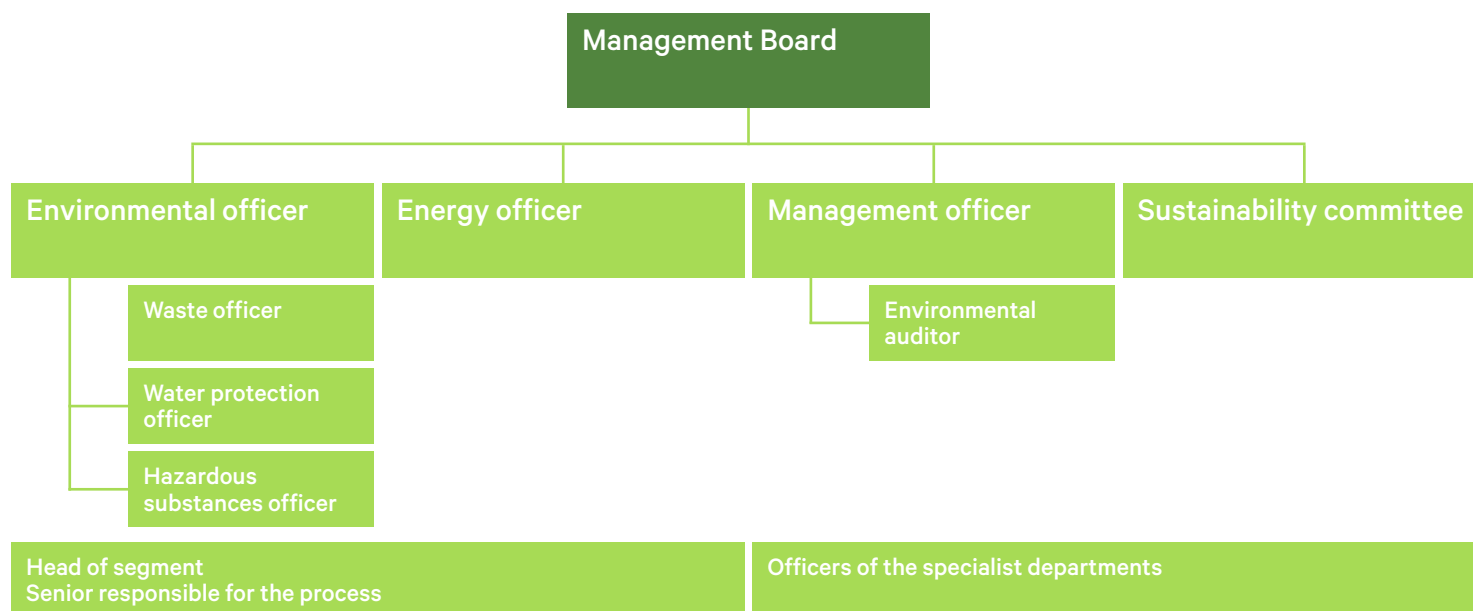 Management Board
Environmental officer
Energy officer
Management officer
Sustainability committee
Waste officer
Environmental
auditor
Water protection
officer
Hazardous
substances officer
Head of segment
Senior responsible for the process
Officers of the specialist departments